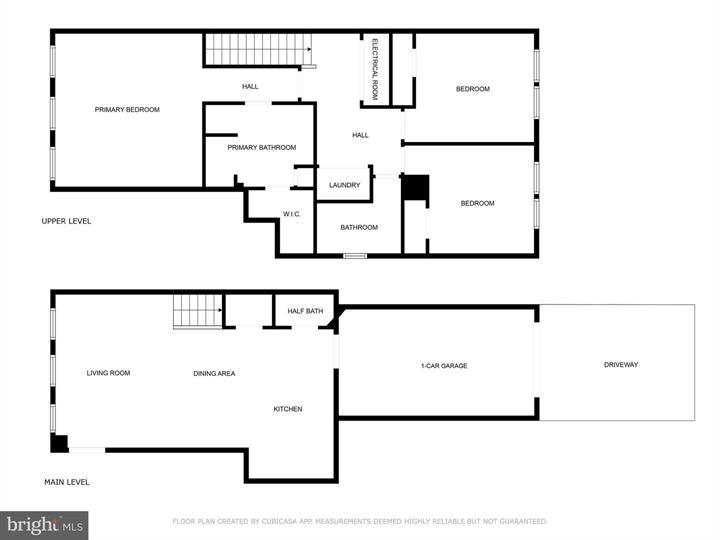 ELECTRICAL ROOM
HALL
BEDROOM
PRIMARY BEDROOM
HALL
PRIMARY BATHROOM
LAUNDRY
BEDROOM
W.I.C.
UPPER LEVEL
BATHROOM
HALF BATH
LIVING ROOM
DINING AREA
1-CAR GARAGE
DRIVEWAY
KITCHEN
MAIN LEVEL
bright MLS
FLOOR PLAN CREATED BY CUBICASA APP. MEASUREMENTS DEEMED HIGHLY RELIABLE BUT NOT GUARANTEED.